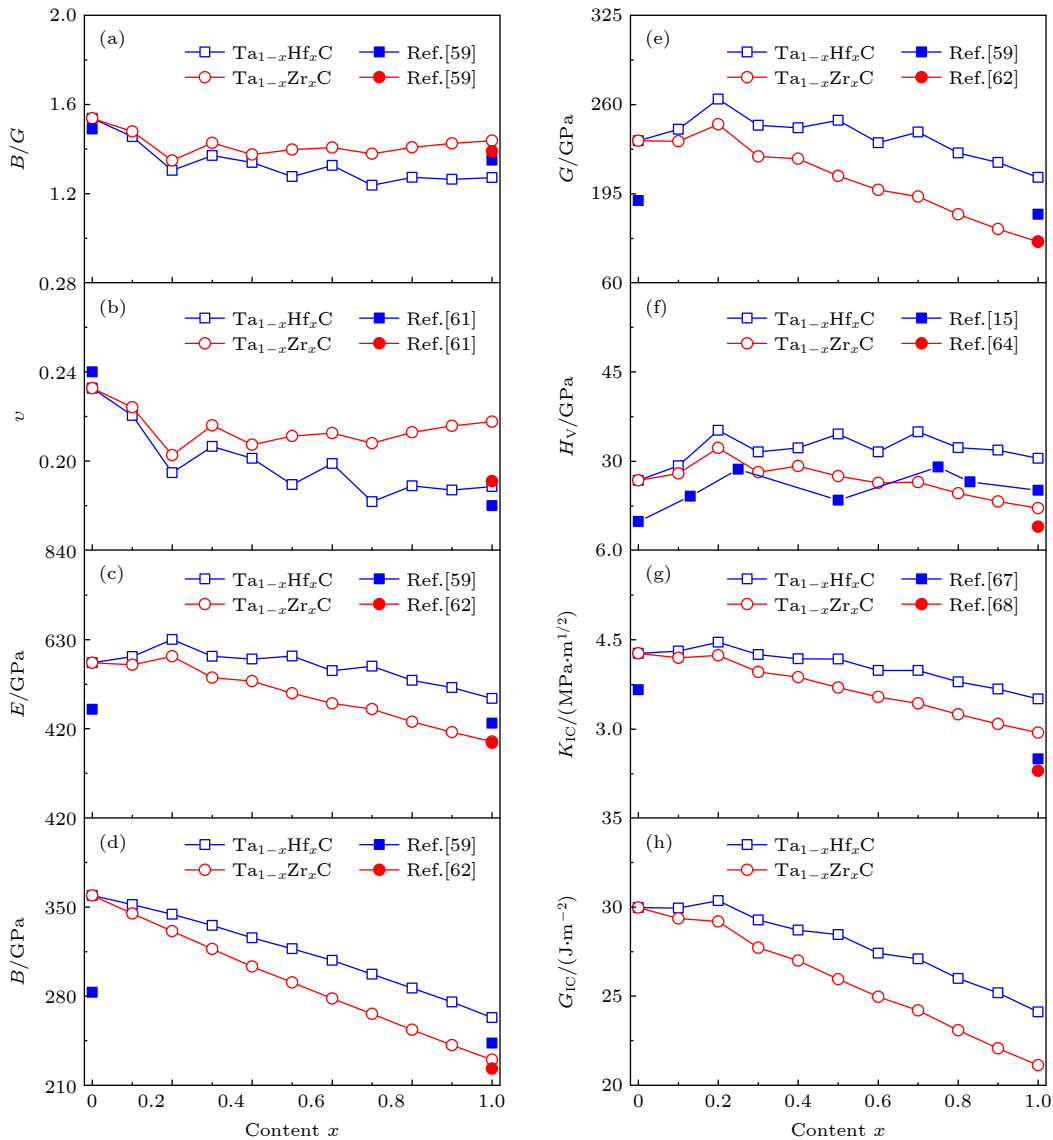 (a)
Ta1−xHfxC
Ref.[59]
Ta1−xZrxC
Ref.[59]
2.0
1.6
1.2
0.28
B/G
(b)
Ta1−xHfxC
Ref.[61]
Ta1−xZrxC
Ref.[61]
0.24
0.20
840
v
(c)
Ta1−xHfxC
Ref.[59]
Ta1−xZrxC
Ref.[62]
630
420
420
E/GPa
(d)
Ta1−xHfxC
Ref.[59]
Ta1−xZrxC
Ref.[62]
350
280
210
B/GPa
0 0.2 0.4 0.6 0.8 1.0
Content x
(e)
Ta1−xHfxC
Ref.[59]
Ta1−xZrxC
Ref.[62]
325
260
195
60
G/GPa
(f)
Ta1−xHfxC
Ref.[15]
Ta1−xZrxC
Ref.[64]
45
30
6.0
HV/GPa
(g)
Ta1−xHfxC
Ref.[67]
Ta1−xZrxC
Ref.[68]
4.5
3.0
35
KIC/(MPa·m1/2)
(h)
Ta1−xHfxC
Ta1−xZrxC
30
25
20
GIC/(J·m−2)
0 0.2 0.4 0.6 0.8 1.0
Content x